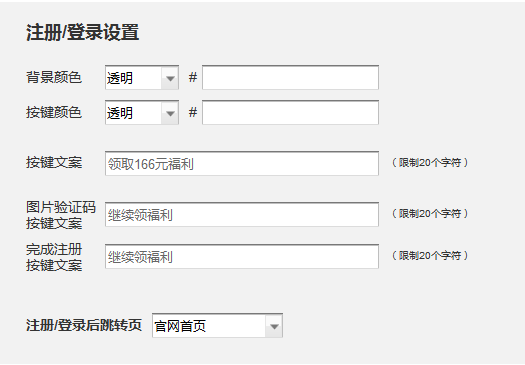 注册/登录设置
背景颜色 透明 #
按键颜色 透明 #
按键文案 领取166元福利 （限制20个字符）
图片验证码
按键文案 继续领福利 （限制20个字符）
完成注册
按键文案 继续领福利 （限制20个字符）
注册/登录后跳转页 官网首页